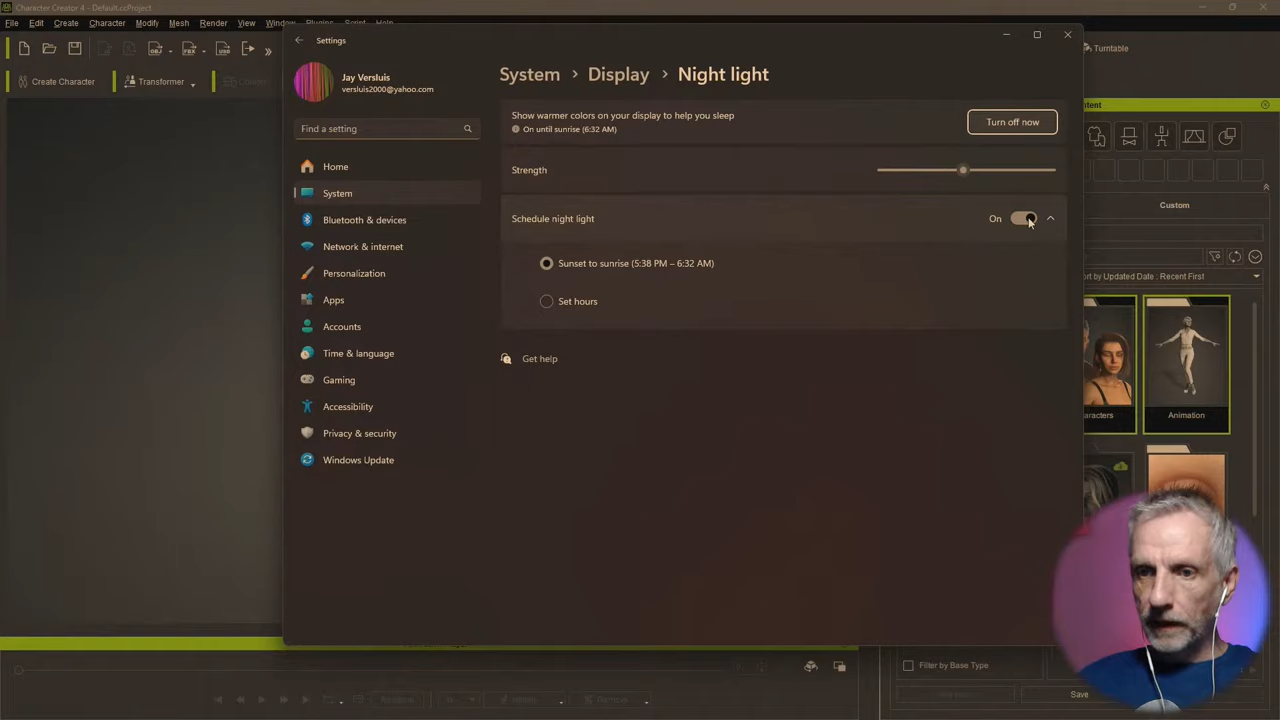 Character Creator 4 - Default.ccProject
File Edit Create Character Modify Mesh Render View Window Plugins Script Help
Settings
Turntable
Create Character
Transformer
Jay Versluis
versluis2000@yahoo.com
Find a setting
Home
System
Bluetooth & devices
Network & internet
Personalization
Apps
Accounts
Time & language
Gaming
Accessibility
Privacy & security
Windows Update
System > Display > Night light
Show warmer colors on your display to help you sleep
On until sunrise (6:32 AM)
Turn off now
Strength
Schedule night light
On
Sunset to sunrise (5:38 PM – 6:32 AM)
Set hours
Get help
Custom
by Updated Date : Recent First
Animation
Filter by Base Type
Save